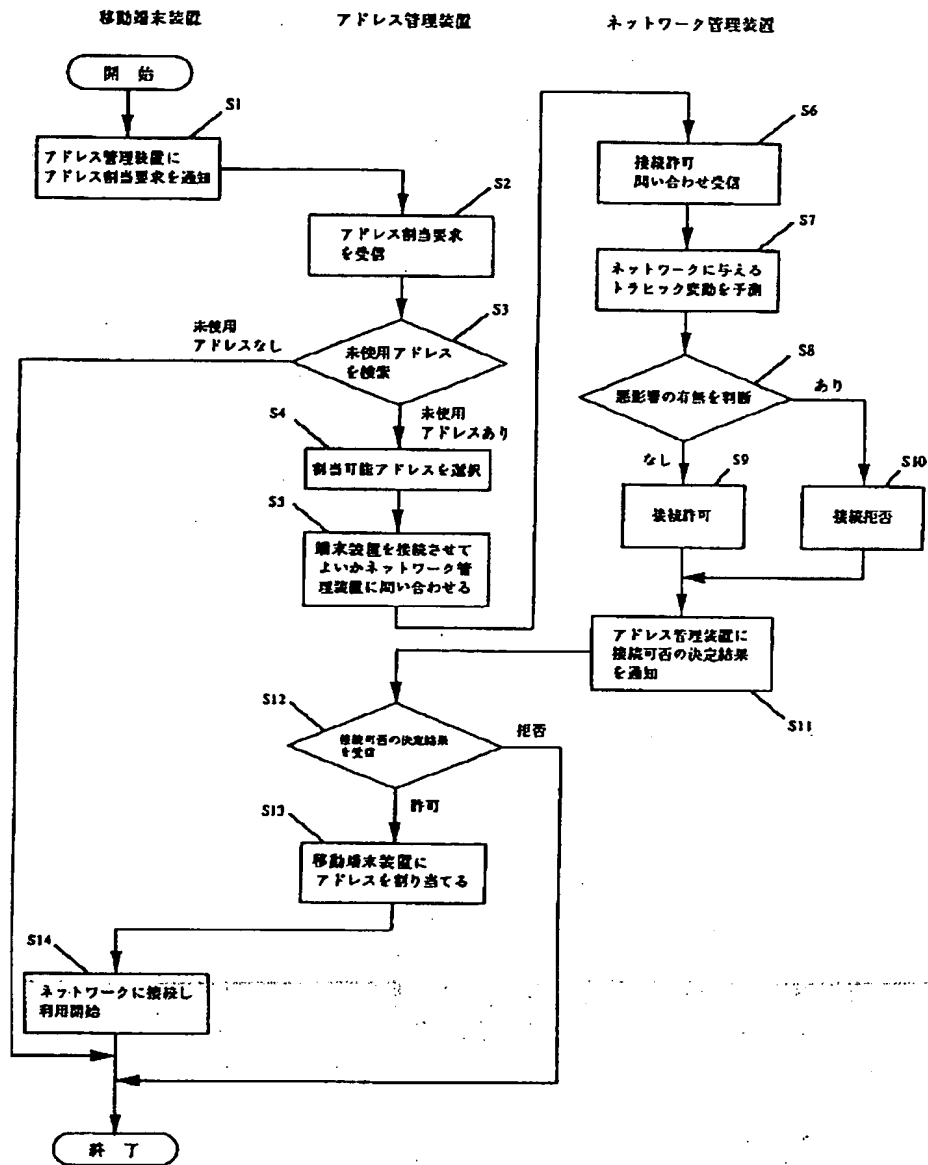 移動端末装置
アドレス管理装置
ネットワーク管理装置
開 始
S1
アドレス管理装置に
アドレス割当要求を通知
S2
アドレス割当要求
を受信
S3
未使用アドレス
を検索
未使用
アドレスなし
未使用
アドレスあり
S4
割当可能アドレスを選択
S5
端末装置を接続させて
よいかネットワーク管
理装置に問い合わせる
S6
接続許可
問い合わせ受信
S7
ネットワークに与える
トラヒック変動を予測
S8
悪影響の有無を判断
あり
なし
S9
接続許可
S10
接続拒否
アドレス管理装置に
接続可否の決定結果
を通知
S11
S12
接続可否の決定結果
を受信
拒否
許可
S13
移動端末装置に
アドレスを割り当てる
S14
ネットワークに接続し
利用開始
終 了